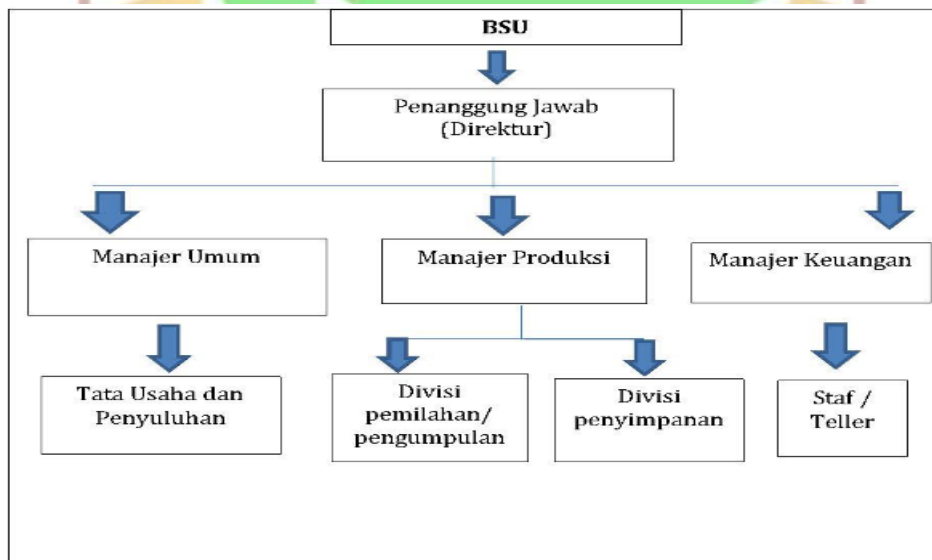 BSU
Penanggung Jawab
(Direktur)
Manajer Umum
Manajer Produksi
Manajer Keuangan
Tata Usaha dan
Penyuluhan
Divisi
pemilahan/
pengumpulan
Divisi
penyimpanan
Staf /
Teller